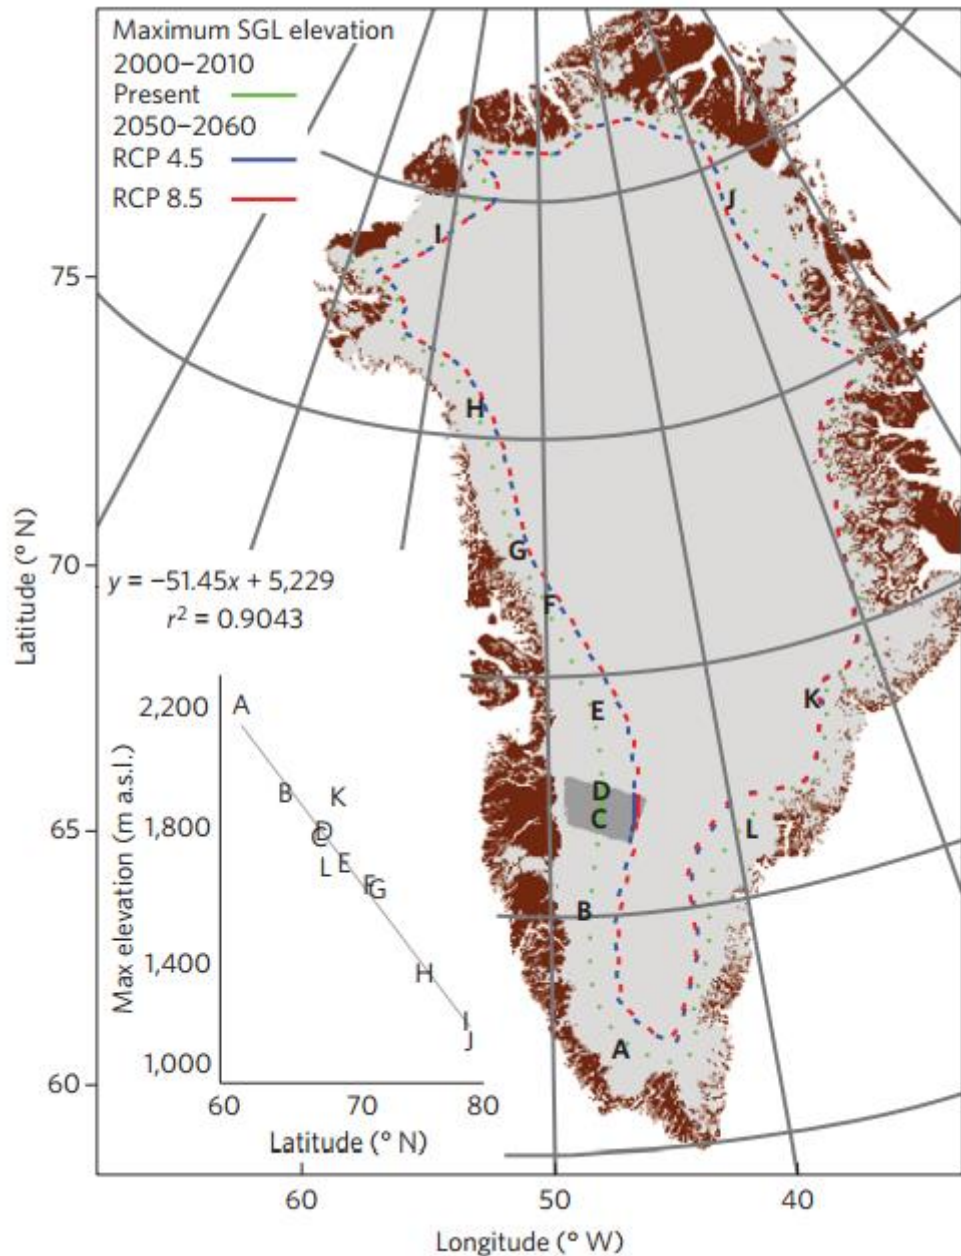 Maximum SGL elevation
2000–2010
Present
2050–2060
RCP 4.5
RCP 8.5
J
I
75
H
G
70
F
Latitude (° N)
y = −51.45x + 5,229
r² = 0.9043
K
E
D
C
L
65
B
A
60
60
50
40
Longitude (° W)
2,200
1,800
1,400
1,000
Max elevation (m a.s.l.)
A
B
K
D
C
L
E
F
G
H
I
J
60
70
80
Latitude (° N)